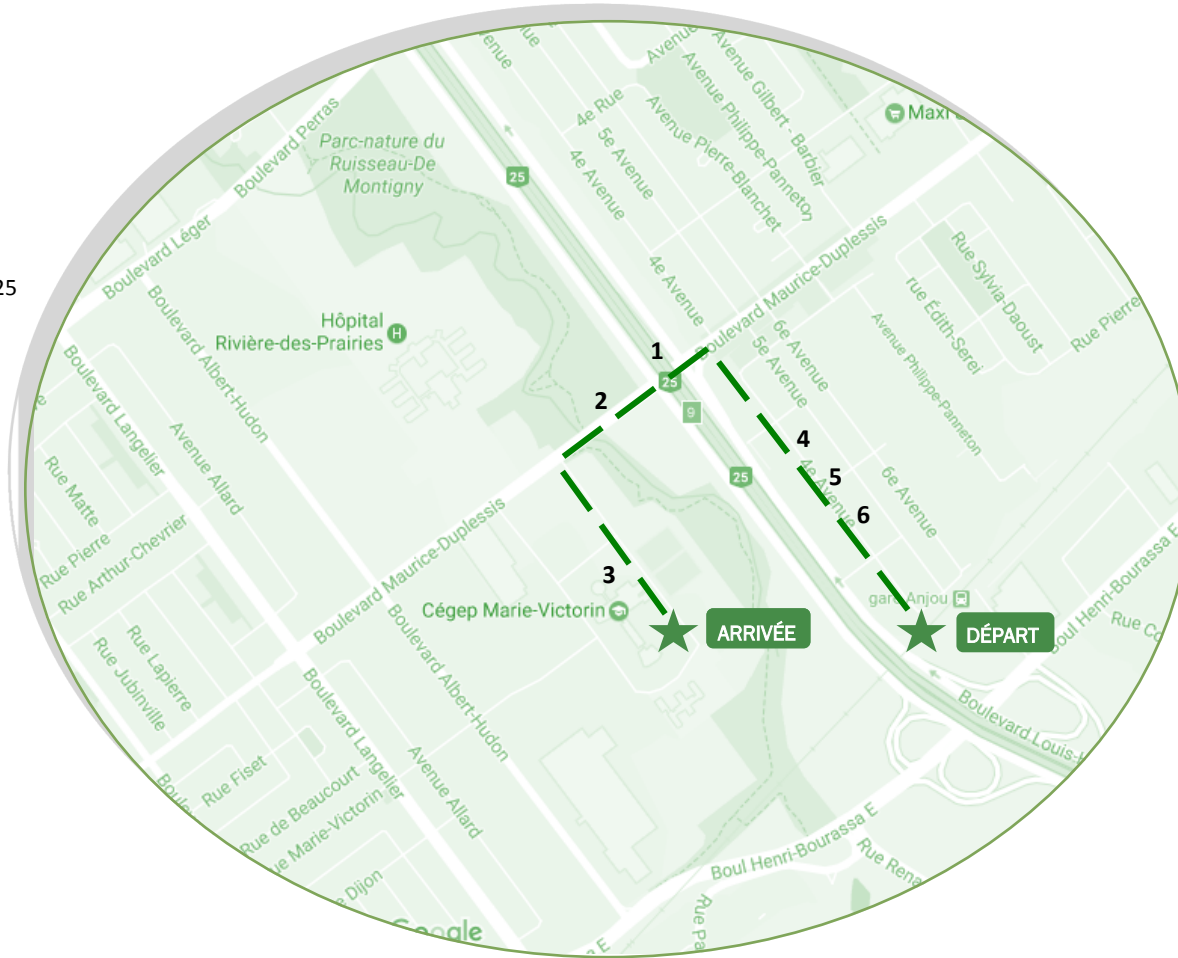 Avenue
4e Rue
5e Avenue
4e Avenue
Avenue Gilbert - Barbier
Avenue Philippe-Panneton
Avenue Pierre-Blanchet
Maxi
25
Boulevard Perras
Parc-nature du
Ruisseau-De
Montigny
Boulevard Léger
25
Boulevard Albert-Hudon
Hôpital
Rivière-des-Prairies
H
4e Avenue
Boulevard Maurice-Duplessis
Rue Sylvia-Daoust
rue Édith-Serei
Rue Pierre
Avenue Philippe-Panneton
6e Avenue
5e Avenue
1
25
9
2
Boulevard Langelier
Avenue Allard
Rue Matte
Rue Pierre
Rue Arthur-Chevrier
4
25
5
4e Avenue
6e Avenue
6
Boulevard Maurice-Duplessis
3
Cégep Marie-Victorin
ARRIVÉE
gare Anjou
DÉPART
Boul Henri-Bourassa E
Rue Lapierre
Rue Jubinville
Boulevard Langelier
Boulevard Albert-Hudon
Avenue Allard
Rue Fiset
Rue de Beaucourt
Marie-Victorin
Dijon
Boulevard Louis-H
Boul Henri-Bourassa E
Google